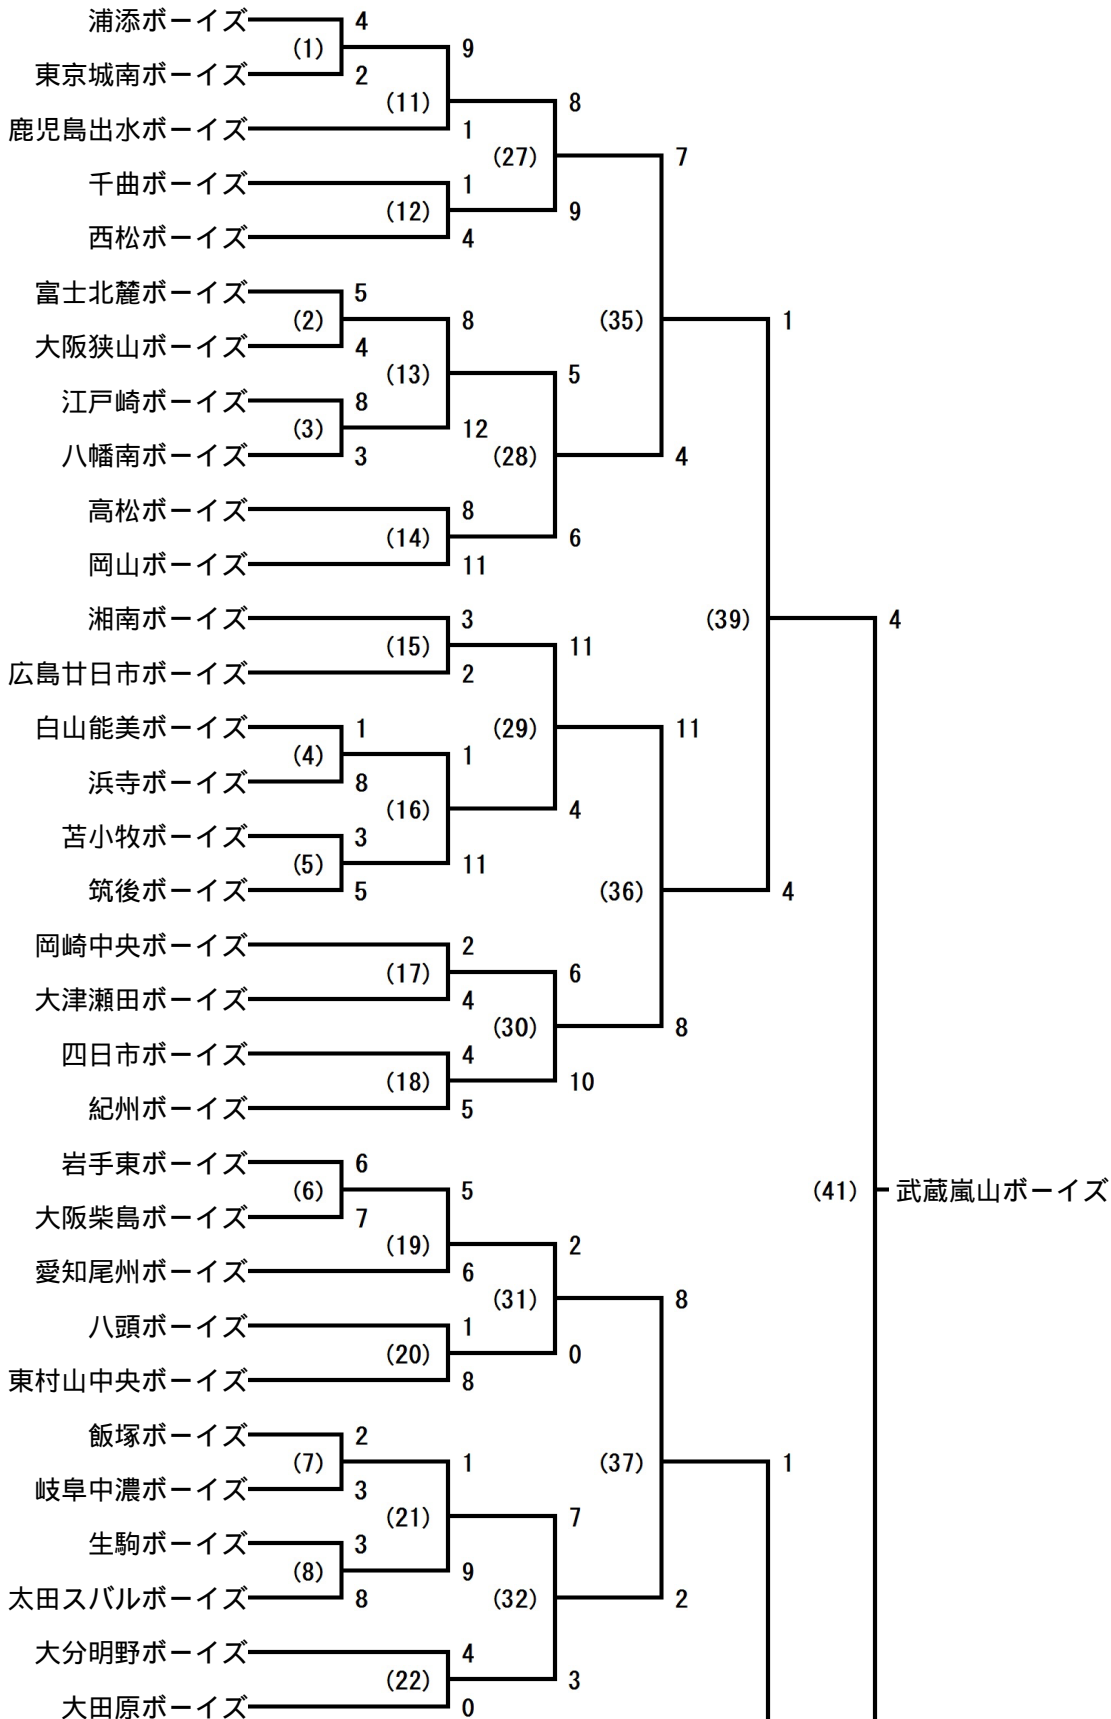 浦添ボーイズ 4
(1) 9
東京城南ボーイズ 2
(11) 8
鹿児島出水ボーイズ 1
(27) 7
千曲ボーイズ 1
(12) 9
西松ボーイズ 4
富士北麓ボーイズ 5
(2) 8 (35) 1
大阪狭山ボーイズ 4
(13) 5
江戸崎ボーイズ 8
(3) 12
八幡南ボーイズ 3 (28) 4
高松ボーイズ 8
(14) 6
岡山ボーイズ 11
湘南ボーイズ 3 (39) 4
(15) 11
広島廿日市ボーイズ 2
白山能美ボーイズ 1 (29) 11
(4) 1
浜寺ボーイズ 8
(16) 4
苫小牧ボーイズ 3
(5) 11
筑後ボーイズ 5 (36) 4
岡崎中央ボーイズ 2
(17) 6
大津瀬田ボーイズ 4
(30) 8
四日市ボーイズ 4
(18) 10
紀州ボーイズ 5
岩手東ボーイズ 6
(6) 5 (41) 武蔵嵐山ボーイズ
大阪柴島ボーイズ 7
(19) 2
愛知尾州ボーイズ 6
(31) 8
八頭ボーイズ 1
(20) 0
東村山中央ボーイズ 8
飯塚ボーイズ 2
(7) 1 (37) 1
岐阜中濃ボーイズ 3
(21) 7
生駒ボーイズ 3
(8) 9
太田スバルボーイズ 8 (32) 2
大分明野ボーイズ 4
(22) 3
大田原ボーイズ 0